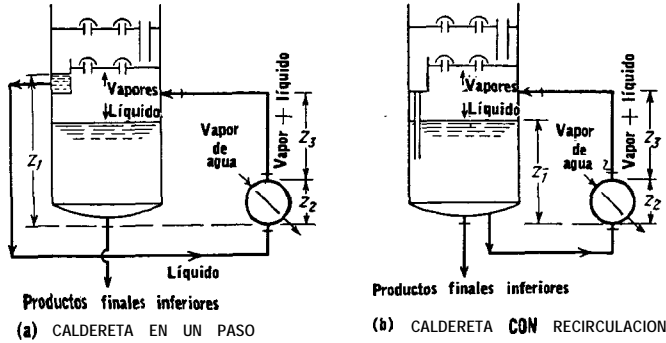 Vapores
Líquido
Vapor + líquido
Vapor
de
agua
Z1
Z3
Z2
Líquido
Productos finales inferiores
(a) CALDERETA EN UN PASO
Vapores
Líquido
Vapor + líquido
Vapor
de
agua
Z1
Z3
Z2
Productos finales inferiores
(b) CALDERETA CON RECIRCULACION